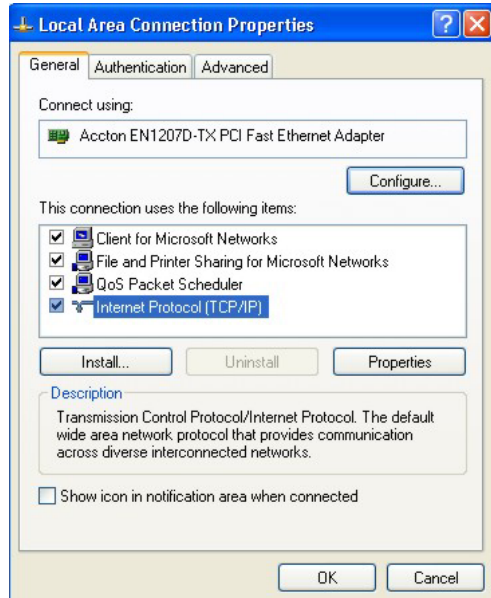 Local Area Connection Properties
General Authentication Advanced
Connect using:
Accton EN1207D-TX PCI Fast Ethernet Adapter
Configure...
This connection uses the following items:
Client for Microsoft Networks
File and Printer Sharing for Microsoft Networks
QoS Packet Scheduler
Internet Protocol (TCP/IP)
Install... Uninstall Properties
Description
Transmission Control Protocol/Internet Protocol. The default
wide area network protocol that provides communication
across diverse interconnected networks.
Show icon in notification area when connected
OK Cancel